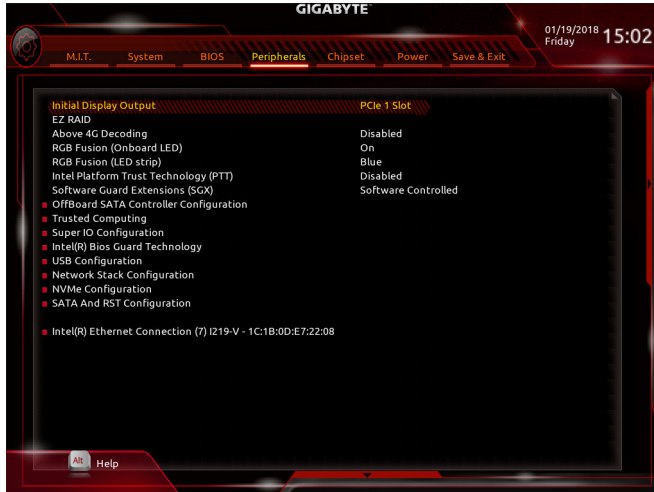 GIGABYTE
01/19/2018
Friday
15:02
M.I.T. System BIOS Peripherals Chipset Power Save & Exit
Initial Display Output PCIe 1 Slot
EZ RAID
Above 4G Decoding Disabled
RGB Fusion (Onboard LED) On
RGB Fusion (LED strip) Blue
Intel Platform Trust Technology (PTT) Disabled
Software Guard Extensions (SGX) Software Controlled
OffBoard SATA Controller Configuration
Trusted Computing
Super IO Configuration
Intel(R) Bios Guard Technology
USB Configuration
Network Stack Configuration
NVMe Configuration
SATA And RST Configuration
Intel(R) Ethernet Connection (7) I219-V - 1C:1B:0D:E7:22:08
Alt Help